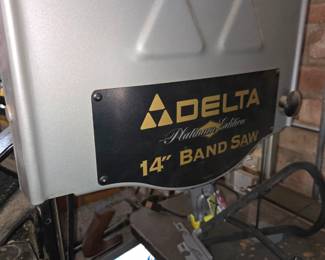 DELTA
Platinum Edition
14" BAND SAW